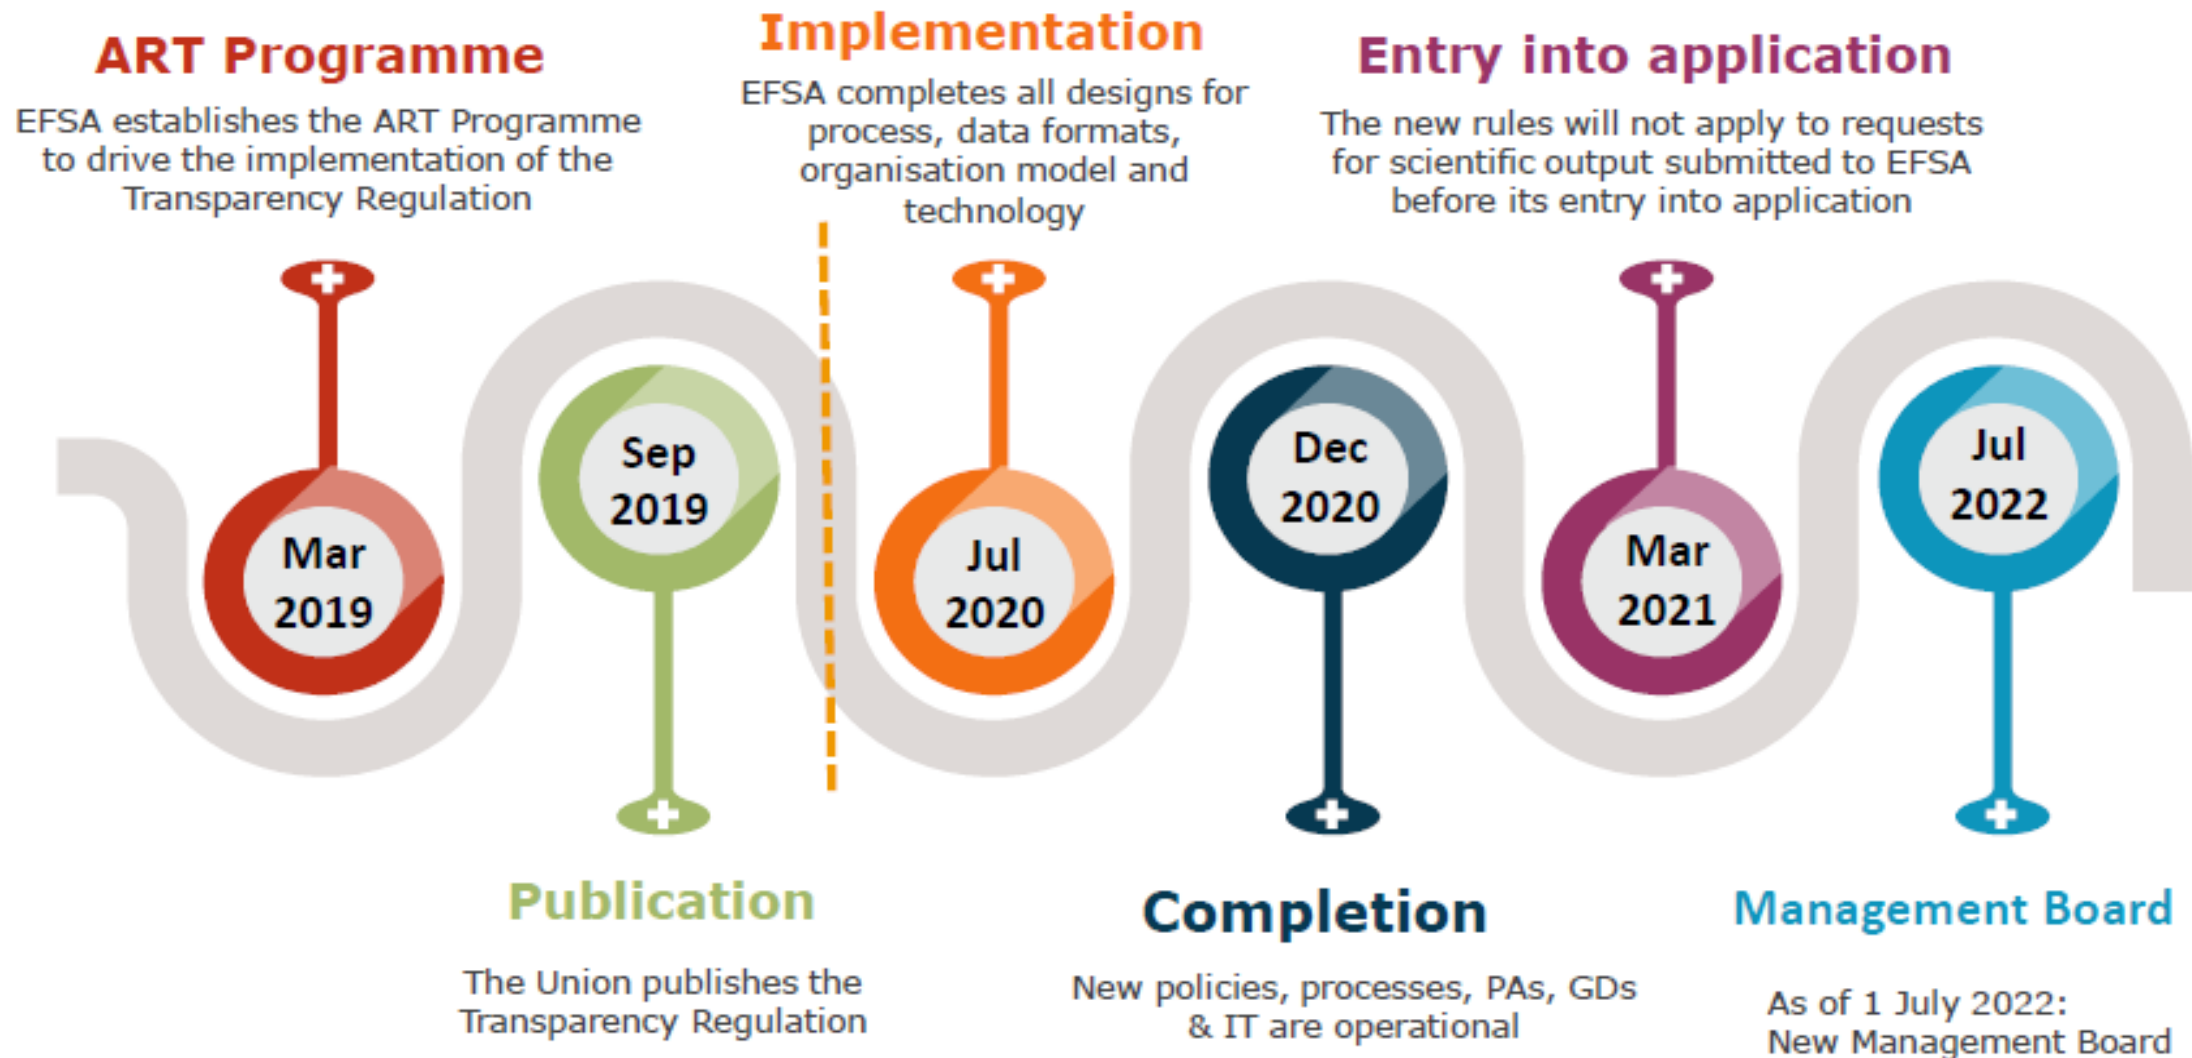 ART Programme
EFSA establishes the ART Programme
to drive the implementation of the
Transparency Regulation
Mar
2019
Sep
2019
Publication
The Union publishes the
Transparency Regulation
Implementation
EFSA completes all designs for
process, data formats,
organisation model and
technology
Jul
2020
Dec
2020
Completion
New policies, processes, PAs, GDs
& IT are operational
Entry into application
The new rules will not apply to requests
for scientific output submitted to EFSA
before its entry into application
Mar
2021
Jul
2022
Management Board
As of 1 July 2022:
New Management Board